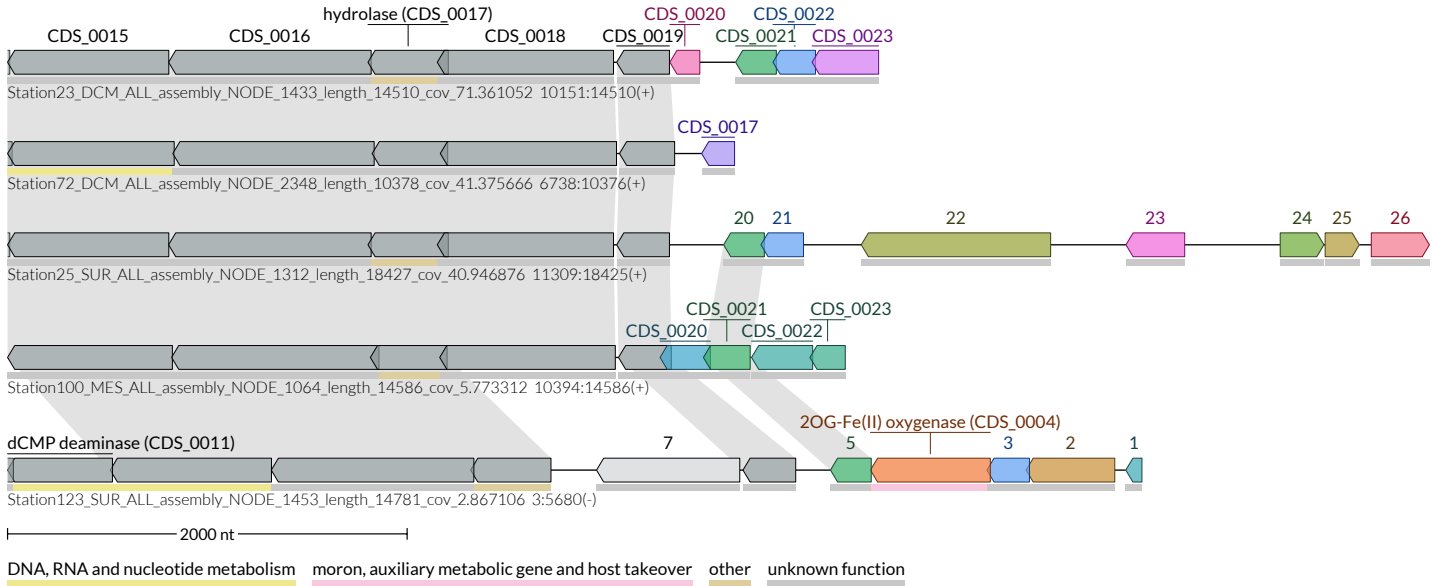 hydrolase (CDS_0017) CDS_0020 CDS_0022
CDS_0015 CDS_0016 CDS_0018 CDS_0019 CDS_0021 CDS_0023
Station23_DCM_ALL_assembly_NODE_1433_length_14510_cov_71.361052 10151:14510(+)
CDS_0017
Station72_DCM_ALL_assembly_NODE_2348_length_10378_cov_41.375666 6738:10376(+)
20 21 22 23 24 25 26
Station25_SUR_ALL_assembly_NODE_1312_length_18427_cov_40.946876 11309:18425(+)
CDS_0021 CDS_0023
CDS_0020 CDS_0022
Station100_MES_ALL_assembly_NODE_1064_length_14586_cov_5.773312 10394:14586(+)
2OG-Fe(II) oxygenase (CDS_0004)
dCMP deaminase (CDS_0011) 7 5 3 2 1
Station123_SUR_ALL_assembly_NODE_1453_length_14781_cov_2.867106 3:5680(-)
2000 nt
DNA, RNA and nucleotide metabolism moron, auxiliary metabolic gene and host takeover other unknown function